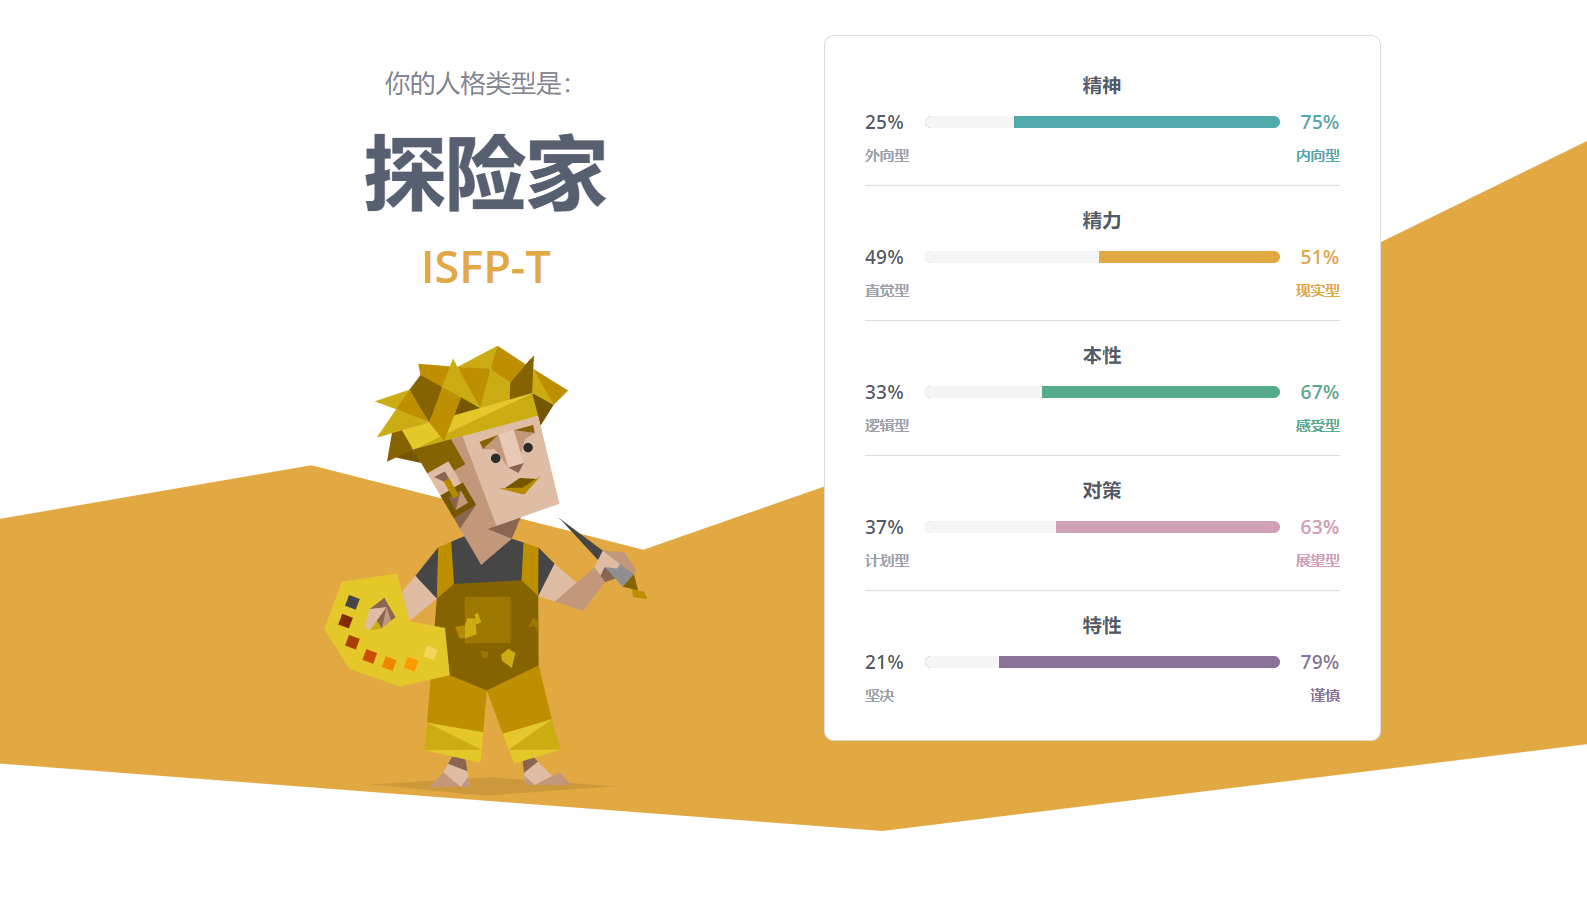 你的人格类型是：
探险家
ISFP-T
精神
25% 75%
外向型 内向型
精力
49% 51%
直觉型 现实型
本性
33% 67%
逻辑型 感受型
对策
37% 63%
计划型 展望型
特性
21% 79%
坚决 谨慎